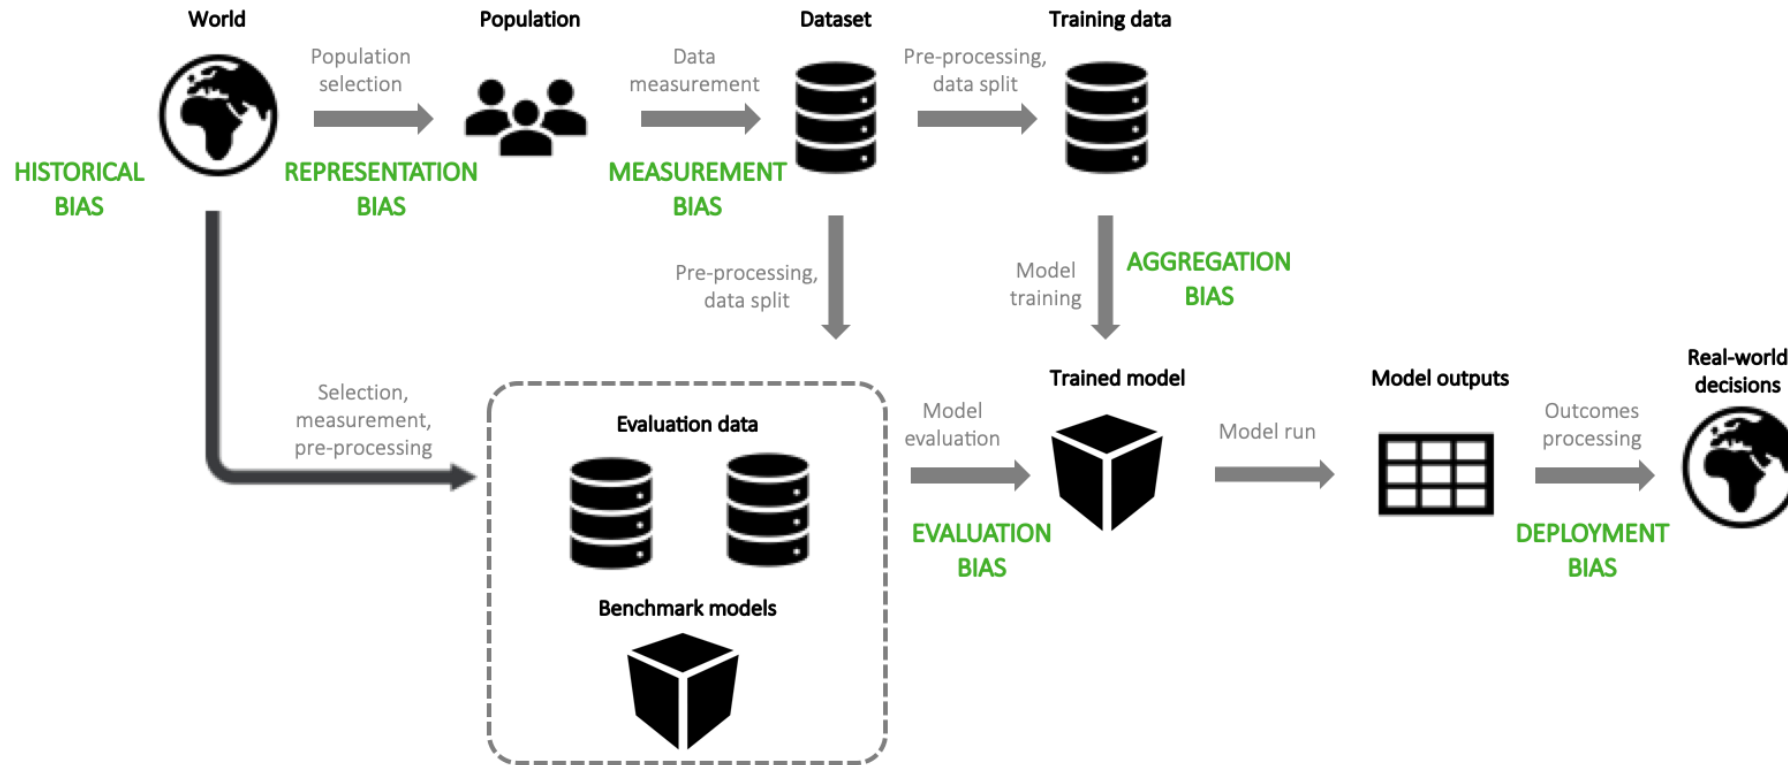 World
Population
Dataset
Training data
Population
selection
Data
measurement
Pre-processing,
data split
HISTORICAL
BIAS
REPRESENTATION
BIAS
MEASUREMENT
BIAS
Pre-processing,
data split
Model
training
AGGREGATION
BIAS
Selection,
measurement,
pre-processing
Evaluation data
Benchmark models
Model
evaluation
EVALUATION
BIAS
Trained model
Model run
Model outputs
Outcomes
processing
DEPLOYMENT
BIAS
Real-world
decisions